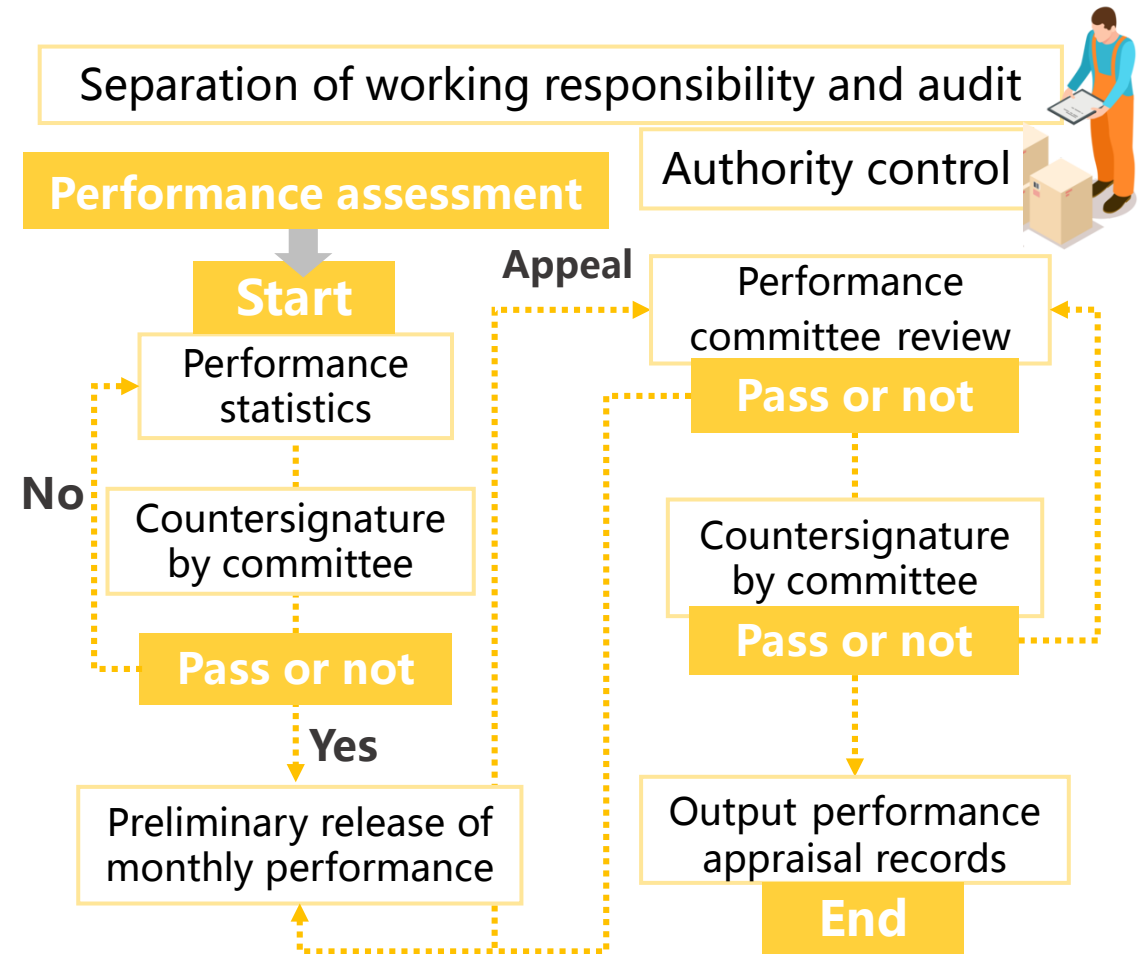 Separation of working responsibility and audit
Authority control
Performance assessment
Start
Performance
statistics
No
Countersignature
by committee
Pass or not
Yes
Preliminary release of
monthly performance
Appeal
Performance
committee review
Pass or not
Countersignature
by committee
Pass or not
Output performance
appraisal records
End